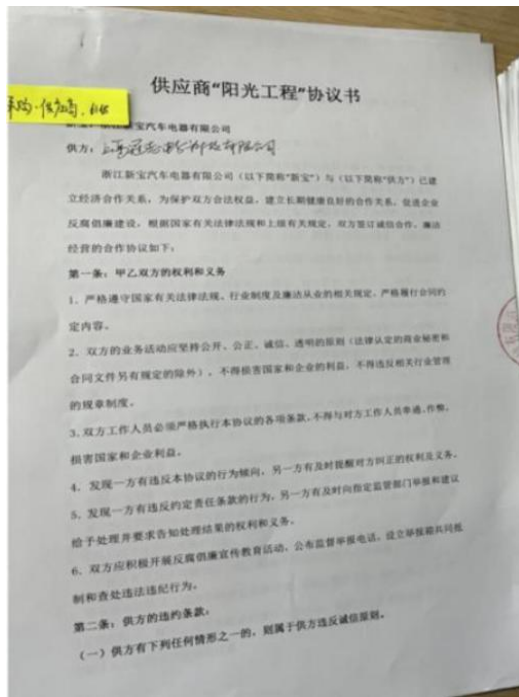 供应商“阳光工程”协议书
浙江新宝汽车电器有限公司
供方：
浙江新宝汽车电器有限公司（以下简称“新宝”）与（以下简称“供方”）已建
立经济合作关系，为保护双方合法权益，建立长期健康良好的合作关系，促进企业
反腐倡廉建设，根据国家有关法律法规和上级有关规定，双方签订诚信合作、廉洁
经营的合作协议如下：
第一条：甲乙双方的权利和义务
1．严格遵守国家有关法律法规、行业制度及廉洁从业的相关规定，严格履行合同约
定内容。
2．双方的业务活动应坚持公开、公正、诚信、透明的原则（法律认定的商业秘密和
合同文件另有规定的除外），不得损害国家和企业的利益，不得违反相关行业管理
的规章制度。
3．双方工作人员必须严格执行本协议的各项条款，不得与对方工作人员串通、作弊，
损害国家和企业利益。
4．发现一方有违反本协议的行为倾向，另一方有及时提醒对方纠正的权利及义务。
5．发现一方有违反约定责任条款的行为，另一方有及时向指定监管部门举报和建议
给予处理并要求告知处理结果的权利和义务。
6．双方应积极开展反腐倡廉宣传教育活动，公布监督举报电话，设立举报箱共同抵
制和查处违法违纪行为。
第二条：供方的违约条款：
（一）供方有下列任何情形之一的，则属于供方违反诚信原则。